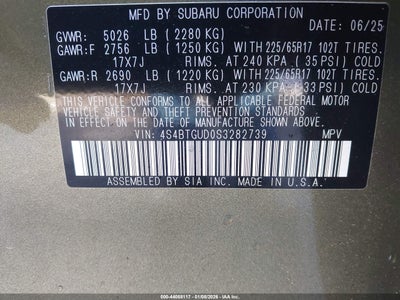 MFD BY SUBARU CORPORATION
DATE: 06/25
GVWR: 5026 LB (2280 KG)
GAWR:F 2756 LB (1250 KG) WITH 225/65R17 102T TIRES.
17X7J RIMS. AT 240 KPA ( 35 PSI) COLD
GAWR:R 2690 LB (1220 KG) WITH 225/65R17 102T TIRES.
17X7J RIMS. AT 230 KPA ( 33 PSI) COLD
THIS VEHICLE CONFORMS TO ALL APPLICABLE FEDERAL MOTOR
VEHICLE SAFETY AND BUMPER STANDARDS IN EFFECT
ON THE DATE OF MANUFACTURE SHOWN ABOVE.
VIN: 4S4BTGUD0S3282739 MPV
ASSEMBLED BY SIA INC. MADE IN U.S.A.
000-44059117 - 01/08/2026 - IAA Inc.